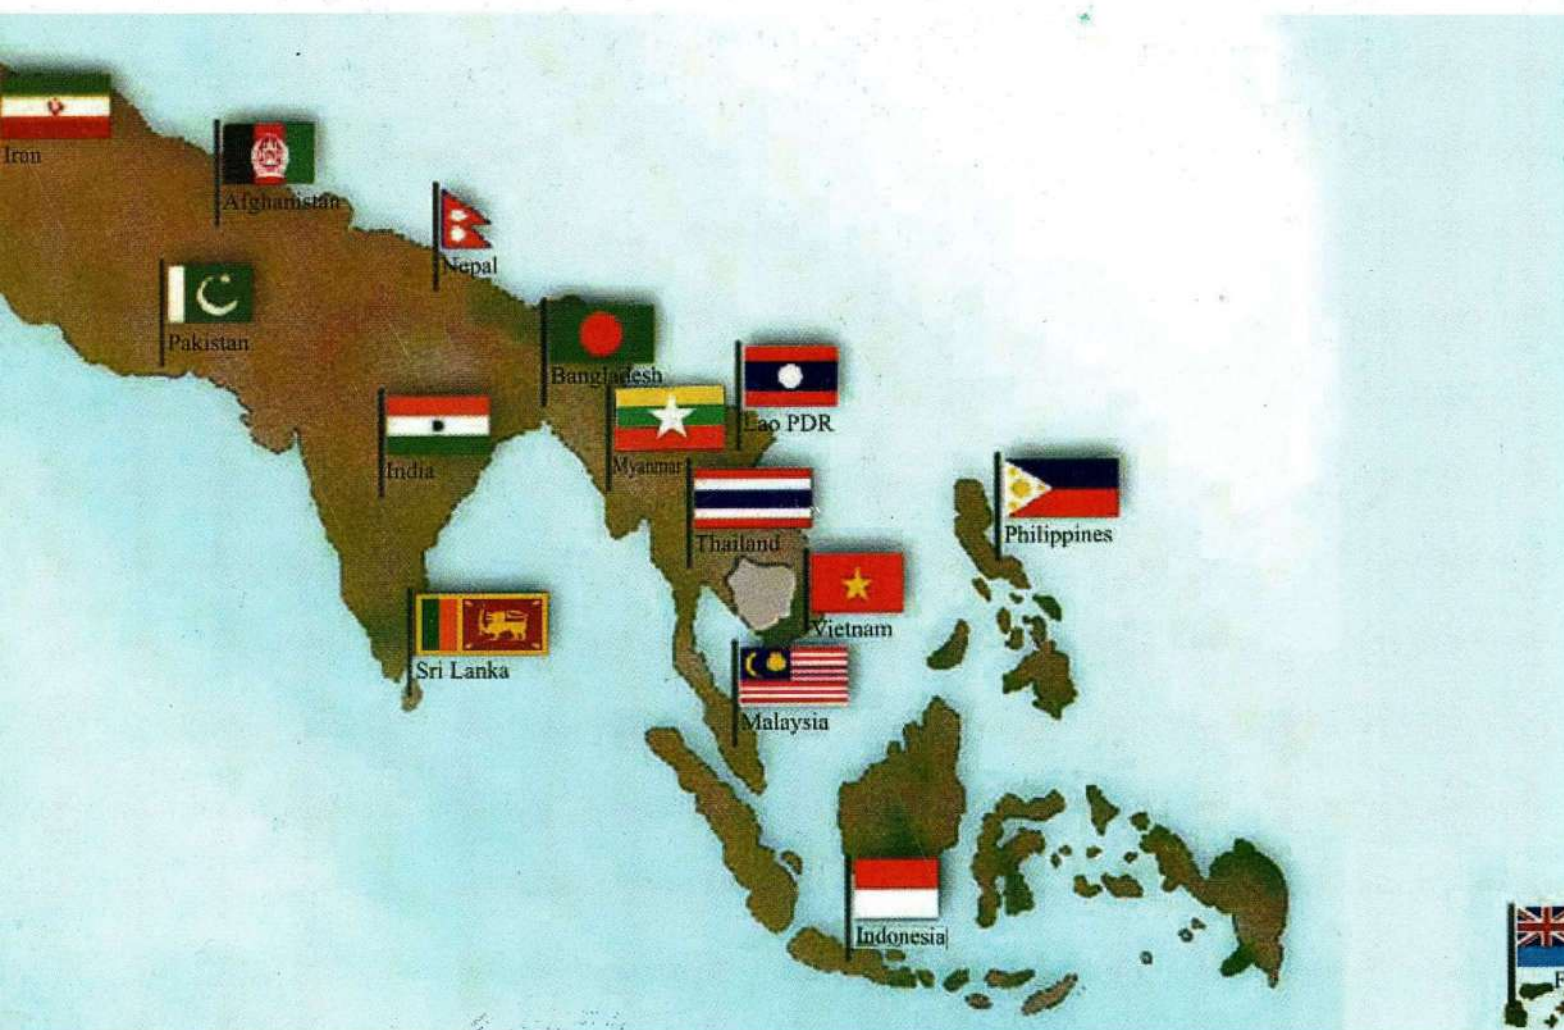 Iran
Afghanistan
Nepal
Pakistan
Bangladesh
Lao PDR
India
Myanmar
Philippines
Thailand
Vietnam
Sri Lanka
Malaysia
Indonesia
F